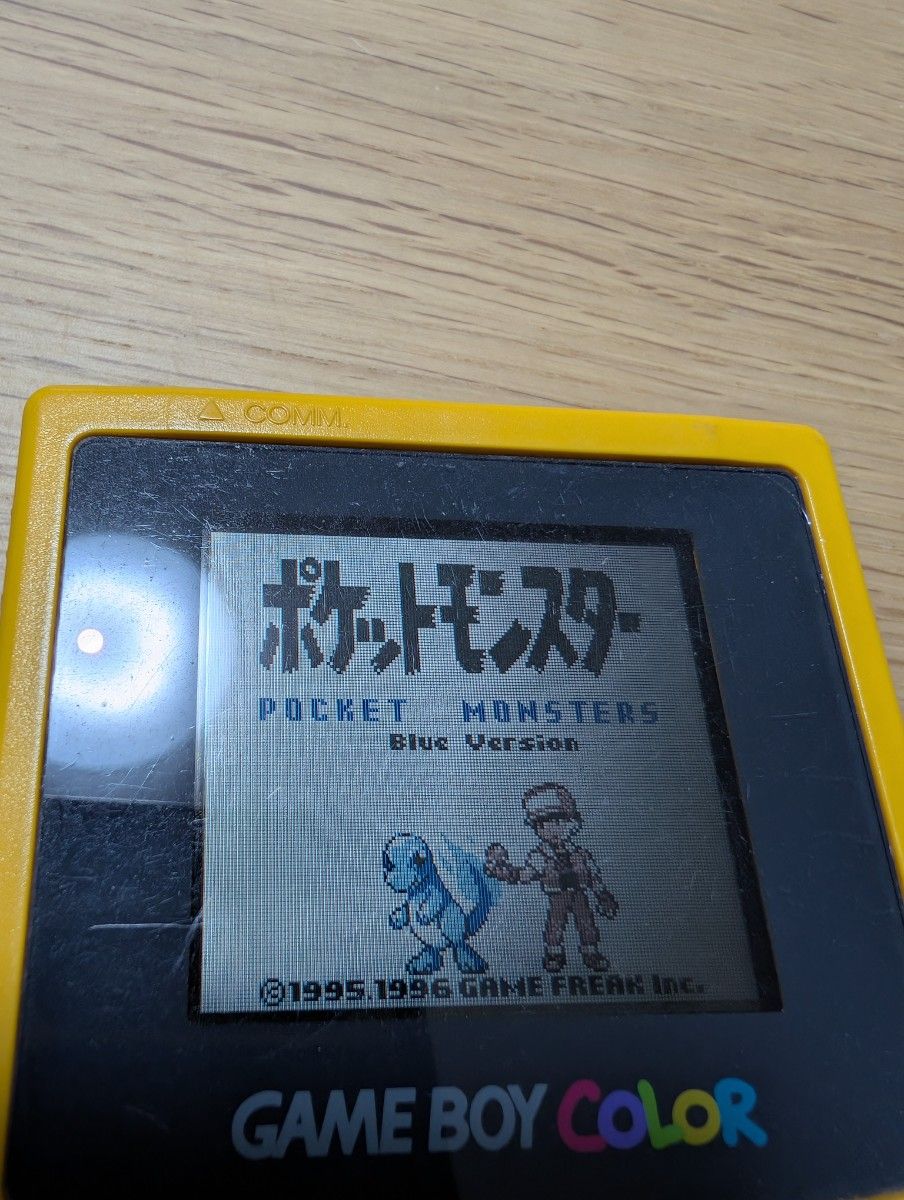 △ COMM.
ポケットモンスター
POCKET MONSTERS
Blue Version
©1995.1996 GAME FREAK Inc.
GAME BOY COLOR